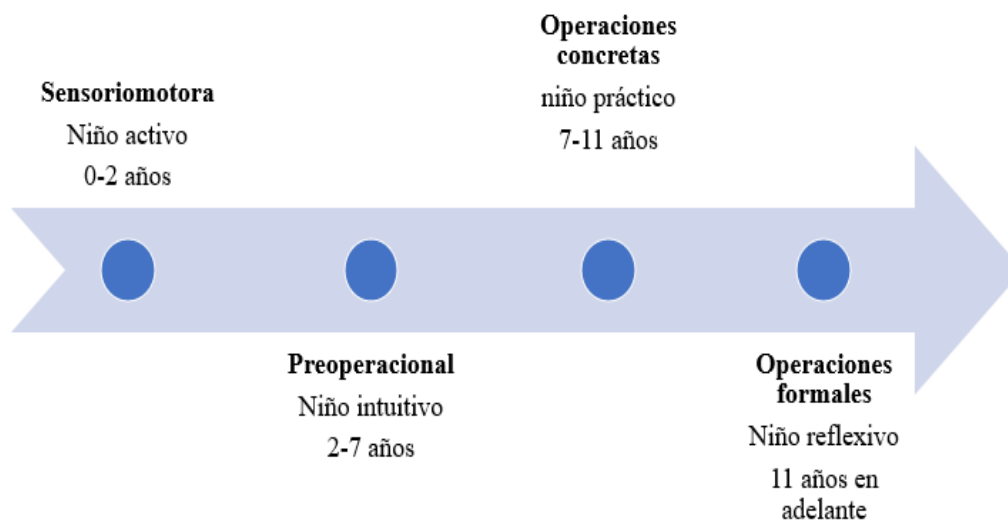 Sensoriomotora
Niño activo
0-2 años
Preoperacional
Niño intuitivo
2-7 años
Operaciones
concretas
niño práctico
7-11 años
Operaciones
formales
Niño reflexivo
11 años en
adelante